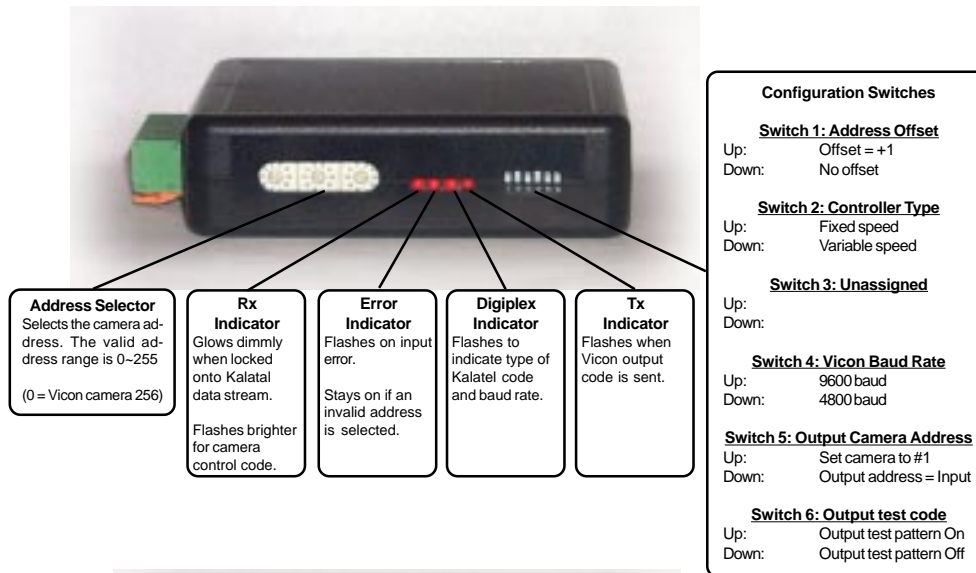 Configuration Switches
Switch 1: Address Offset
Up: Offset = +1
Down: No offset
Switch 2: Controller Type
Up: Fixed speed
Down: Variable speed
Switch 3: Unassigned
Up:
Down:
Switch 4: Vicon Baud Rate
Up: 9600 baud
Down: 4800 baud
Switch 5: Output Camera Address
Up: Set camera to #1
Down: Output address = Input
Switch 6: Output test code
Up: Output test pattern On
Down: Output test pattern Off
Address Selector
Selects the camera ad-
dress. The valid ad-
dress range is 0~255
(0 = Vicon camera 256)
Rx
Indicator
Glows dimmly
when locked
onto Kalatal
data stream.
Flashes brighter
for camera
control code.
Error
Indicator
Flashes on input
error.
Stays on if an
invalid address
is selected.
Digiplex
Indicator
Flashes to
indicate type of
Kalatel code
and baud rate.
Tx
Indicator
Flashes when
Vicon output
code is sent.